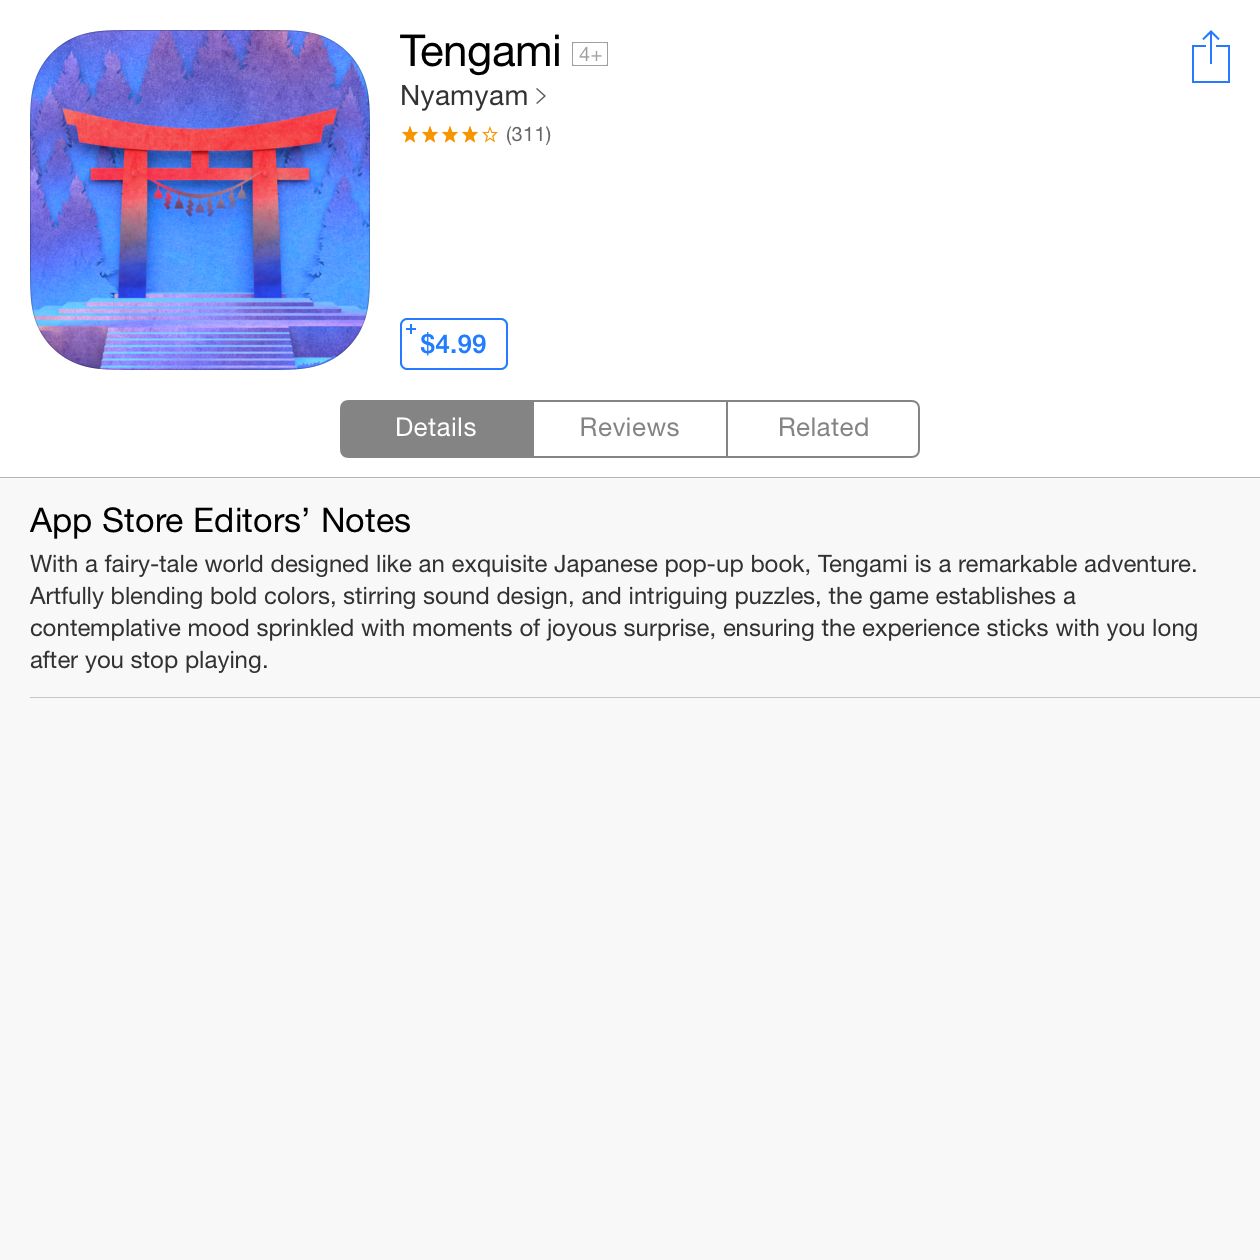 Tengami 4+
Nyamyam >
(311)
+ $4.99
Details
Reviews
Related
App Store Editors’ Notes
With a fairy-tale world designed like an exquisite Japanese pop-up book, Tengami is a remarkable adventure.
Artfully blending bold colors, stirring sound design, and intriguing puzzles, the game establishes a
contemplative mood sprinkled with moments of joyous surprise, ensuring the experience sticks with you long
after you stop playing.